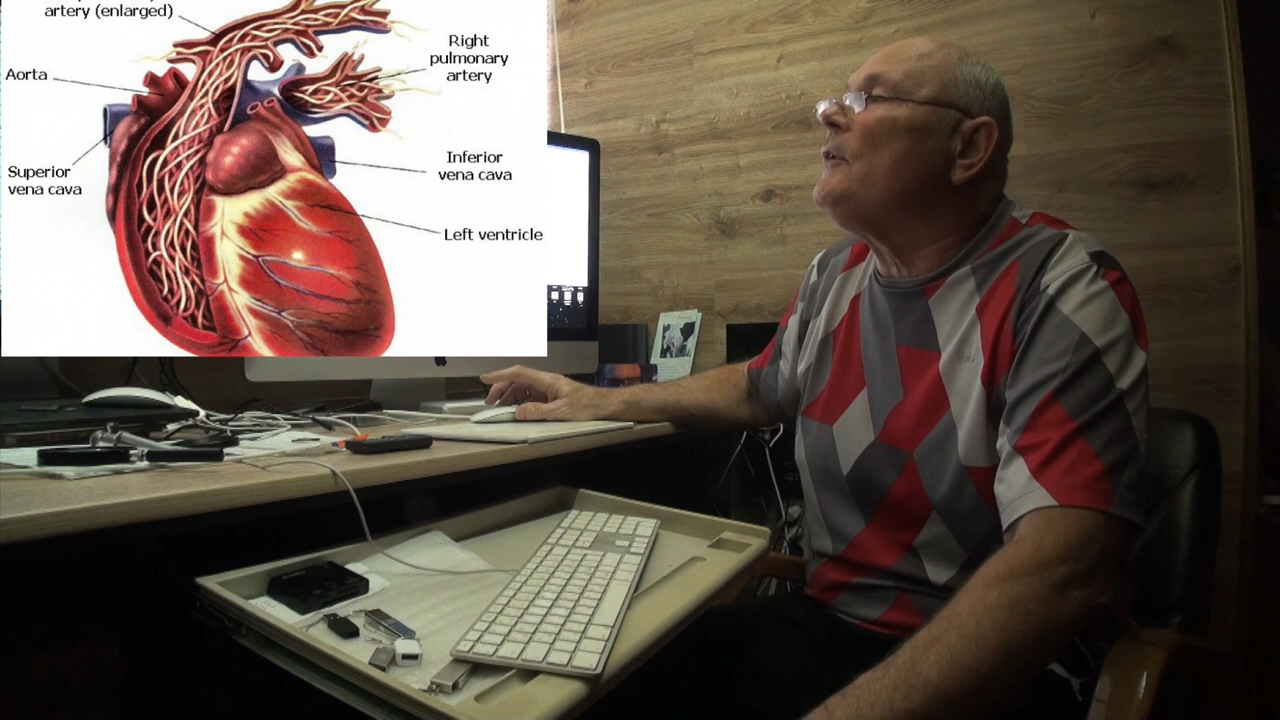 artery (enlarged)
Right
pulmonary
artery
Aorta
Inferior
vena cava
Superior
vena cava
Left ventricle